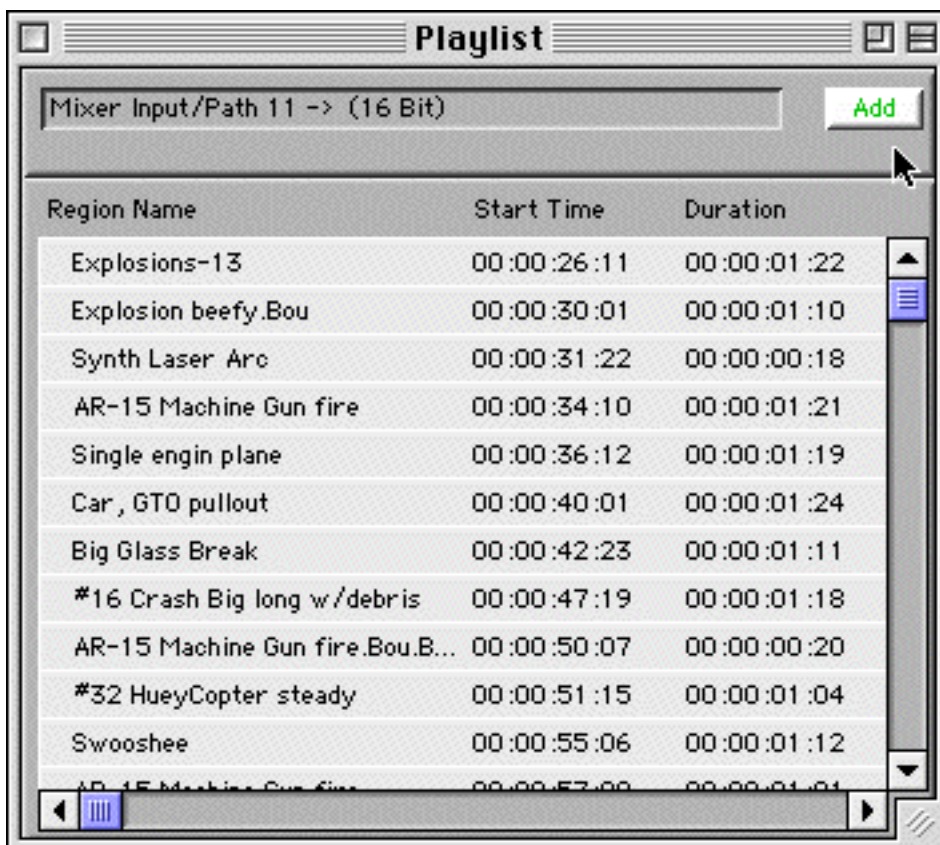 Playlist
Mixer Input/Path 11 -> (16 Bit)
Add
Region Name Start Time Duration
Explosions-13 00:00:26:11 00:00:01:22
Explosion beefy.Bou 00:00:30:01 00:00:01:10
Synth Laser Arc 00:00:31:22 00:00:00:18
AR-15 Machine Gun fire 00:00:34:10 00:00:01:21
Single engin plane 00:00:36:12 00:00:01:19
Car, GTO pullout 00:00:40:01 00:00:01:24
Big Glass Break 00:00:42:23 00:00:01:11
#16 Crash Big long w/debris 00:00:47:19 00:00:01:18
AR-15 Machine Gun fire.Bou.B... 00:00:50:07 00:00:00:20
#32 HueyCopter steady 00:00:51:15 00:00:01:04
Swooshee 00:00:55:06 00:00:01:12
AR-15 Machine Gun fire